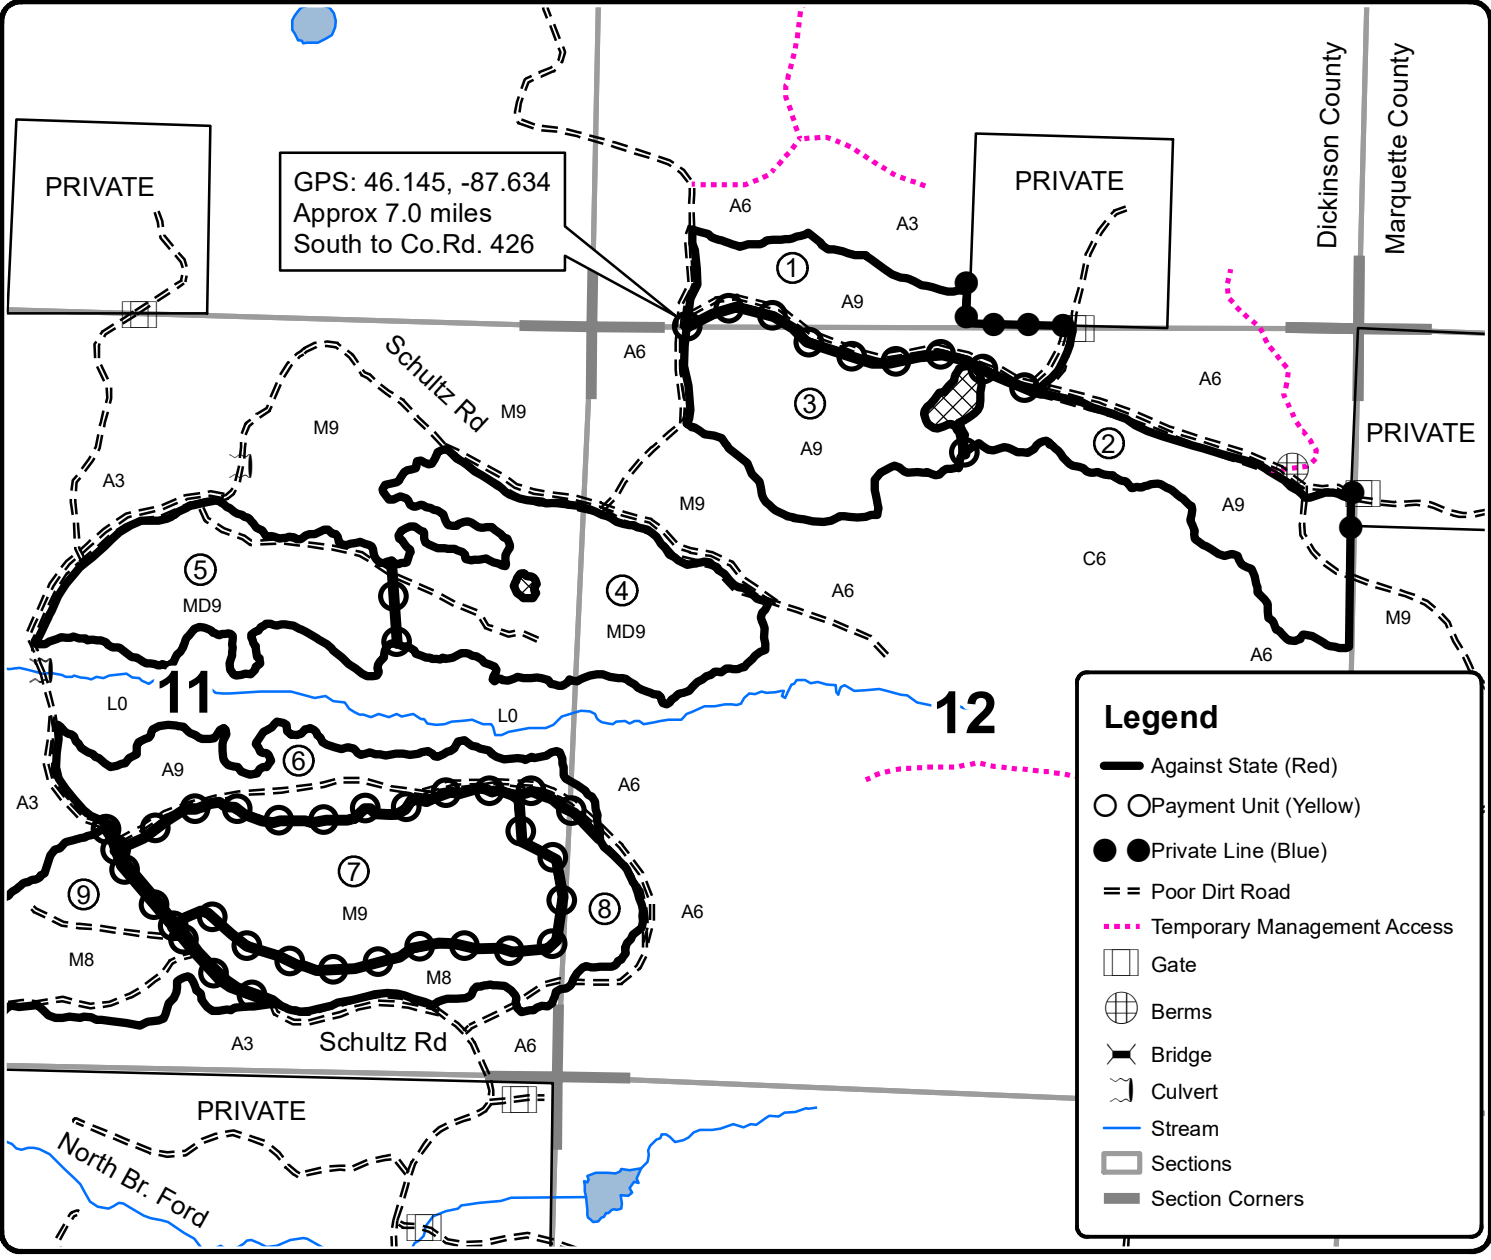 Dickinson County
Marquette County
PRIVATE
PRIVATE
GPS: 46.145, -87.634
Approx 7.0 miles
South to Co.Rd. 426
A6
A3
1
A9
A6
Schultz Rd
M9
M9
3
A9
A6
2
PRIVATE
A3
M9
A9
5
MD9
4
MD9
A6
C6
M9
A6
11
L0
L0
12
6
A9
A6
A3
7
M9
9
8
A6
M8
M8
A3
Schultz Rd
A6
PRIVATE
North Br. Ford
Legend
Against State (Red)
Payment Unit (Yellow)
Private Line (Blue)
Poor Dirt Road
Temporary Management Access
Gate
Berms
Bridge
Culvert
Stream
Sections
Section Corners